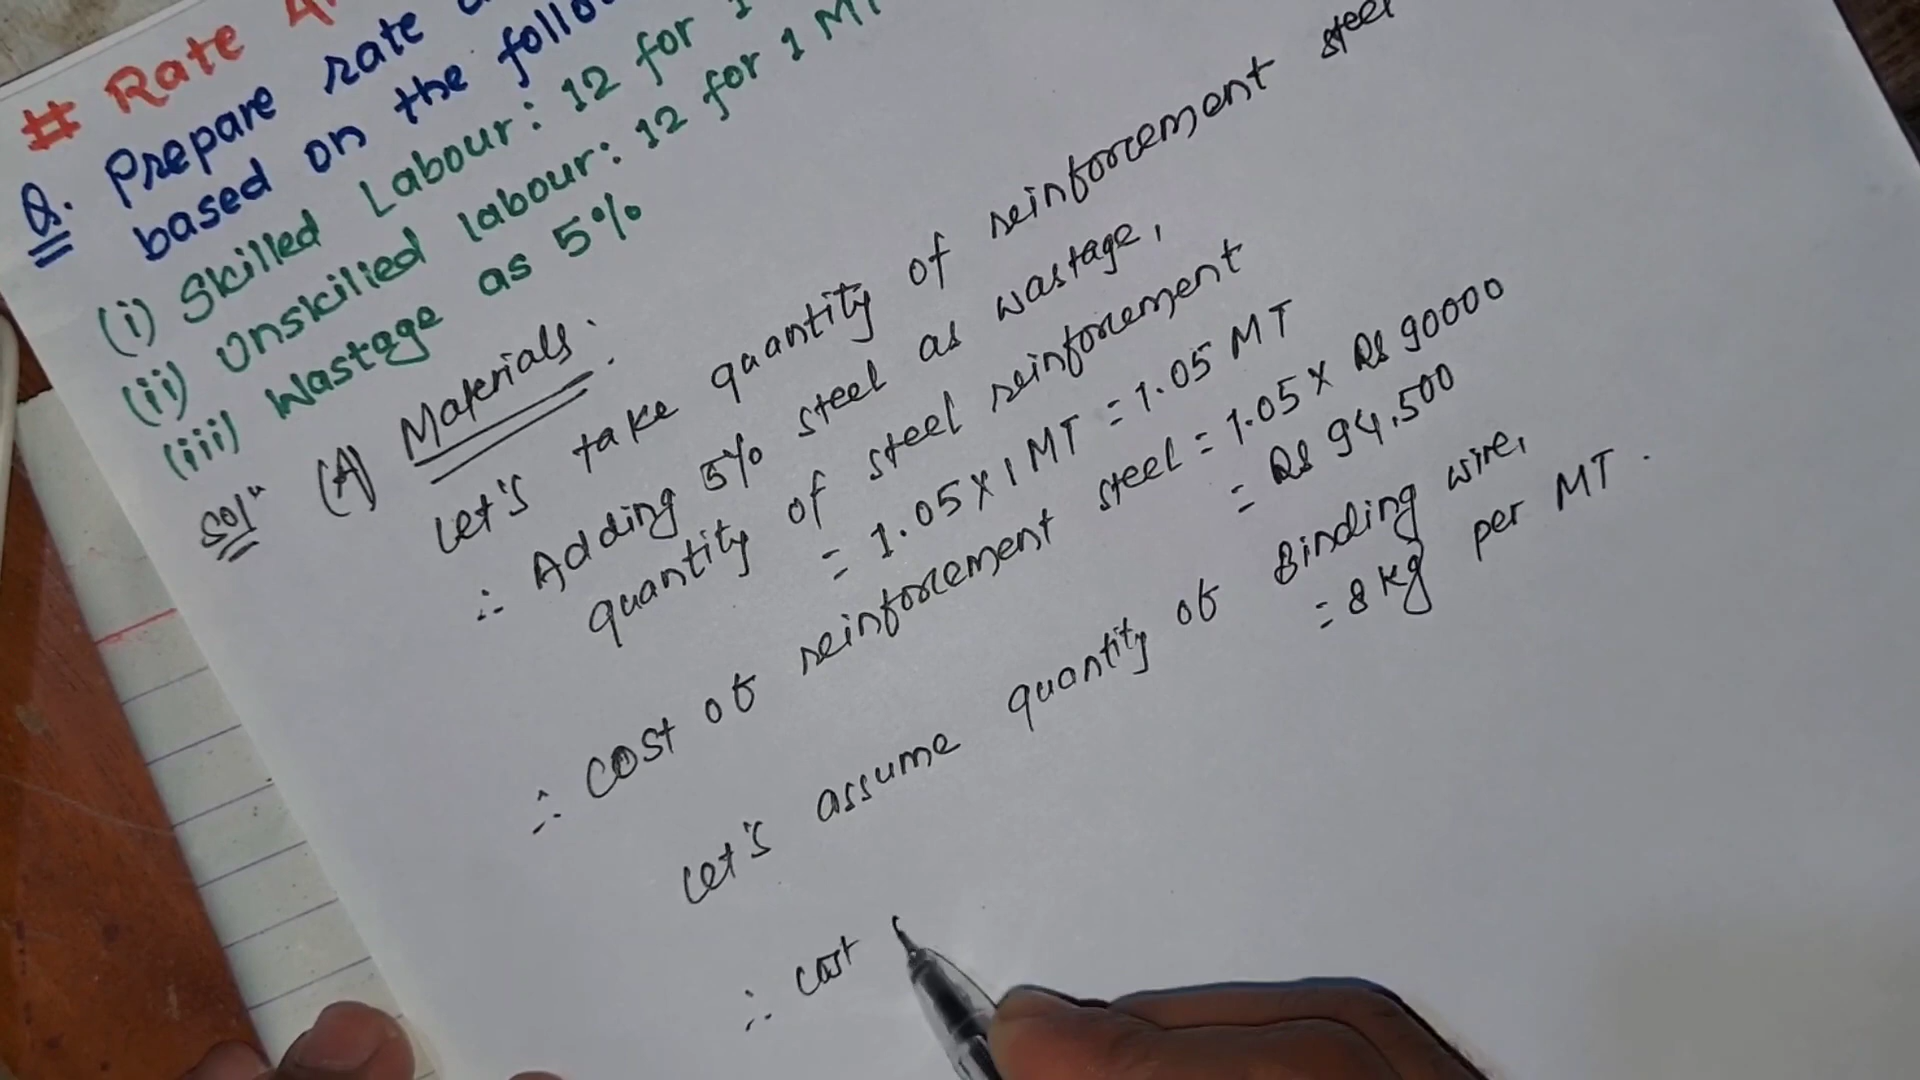 # Rate
Q. Prepare rate
based on the
(i) Skilled Labour: 12 for 1
(ii) Unskilied labour: 12 for 1 MT
(iii) Wastage as 5%
Solⁿ (A) Materials:
Let's take quantity of reinforcement steel
∴ Adding 5% steel as wastage,
quantity of steel reinforcement
= 1.05 × 1 MT = 1.05 MT
∴ Cost of reinforcement steel = 1.05 × Rs 90000
= Rs 94,500
Let's assume quantity of Binding wire,
= 8 kg per MT.
∴ Cost